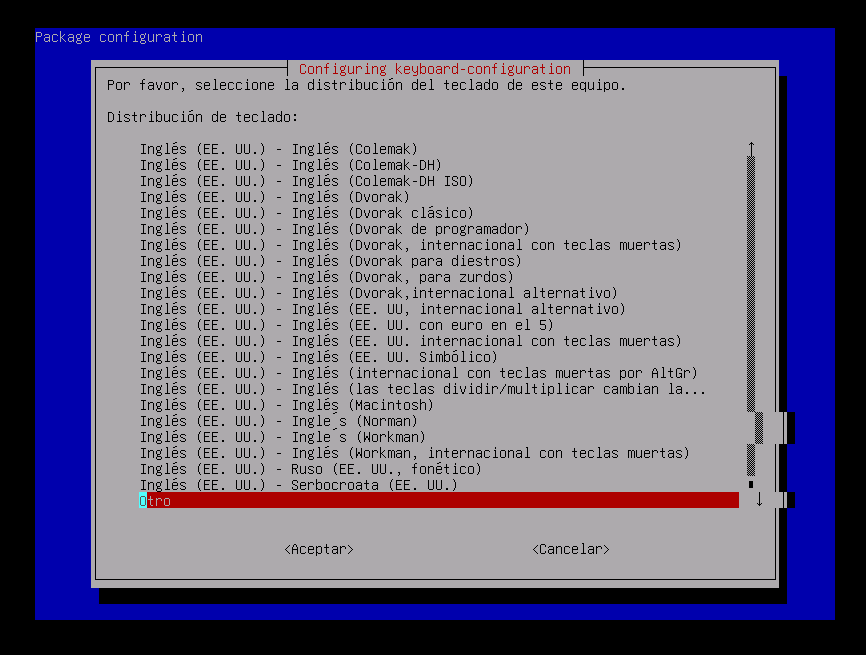 Package configuration
Configuring keyboard-configuration
Por favor, seleccione la distribución del teclado de este equipo.
Distribución de teclado:
Inglés (EE. UU.) - Inglés (Colemak)
Inglés (EE. UU.) - Inglés (Colemak-DH)
Inglés (EE. UU.) - Inglés (Colemak-DH ISO)
Inglés (EE. UU.) - Inglés (Dvorak)
Inglés (EE. UU.) - Inglés (Dvorak clásico)
Inglés (EE. UU.) - Inglés (Dvorak de programador)
Inglés (EE. UU.) - Inglés (Dvorak, internacional con teclas muertas)
Inglés (EE. UU.) - Inglés (Dvorak para diestros)
Inglés (EE. UU.) - Inglés (Dvorak, para zurdos)
Inglés (EE. UU.) - Inglés (Dvorak,internacional alternativo)
Inglés (EE. UU.) - Inglés (EE. UU, internacional alternativo)
Inglés (EE. UU.) - Inglés (EE. UU. con euro en el 5)
Inglés (EE. UU.) - Inglés (EE. UU. internacional con teclas muertas)
Inglés (EE. UU.) - Inglés (EE. UU. Simbólico)
Inglés (EE. UU.) - Inglés (internacional con teclas muertas por AltGr)
Inglés (EE. UU.) - Inglés (las teclas dividir/multiplicar cambian la...
Inglés (EE. UU.) - Inglés (Macintosh)
Inglés (EE. UU.) - Ingle´s (Norman)
Inglés (EE. UU.) - Ingle´s (Workman)
Inglés (EE. UU.) - Inglés (Workman, internacional con teclas muertas)
Inglés (EE. UU.) - Ruso (EE. UU., fonético)
Inglés (EE. UU.) - Serbocroata (EE. UU.)
Otro
<Aceptar> <Cancelar>